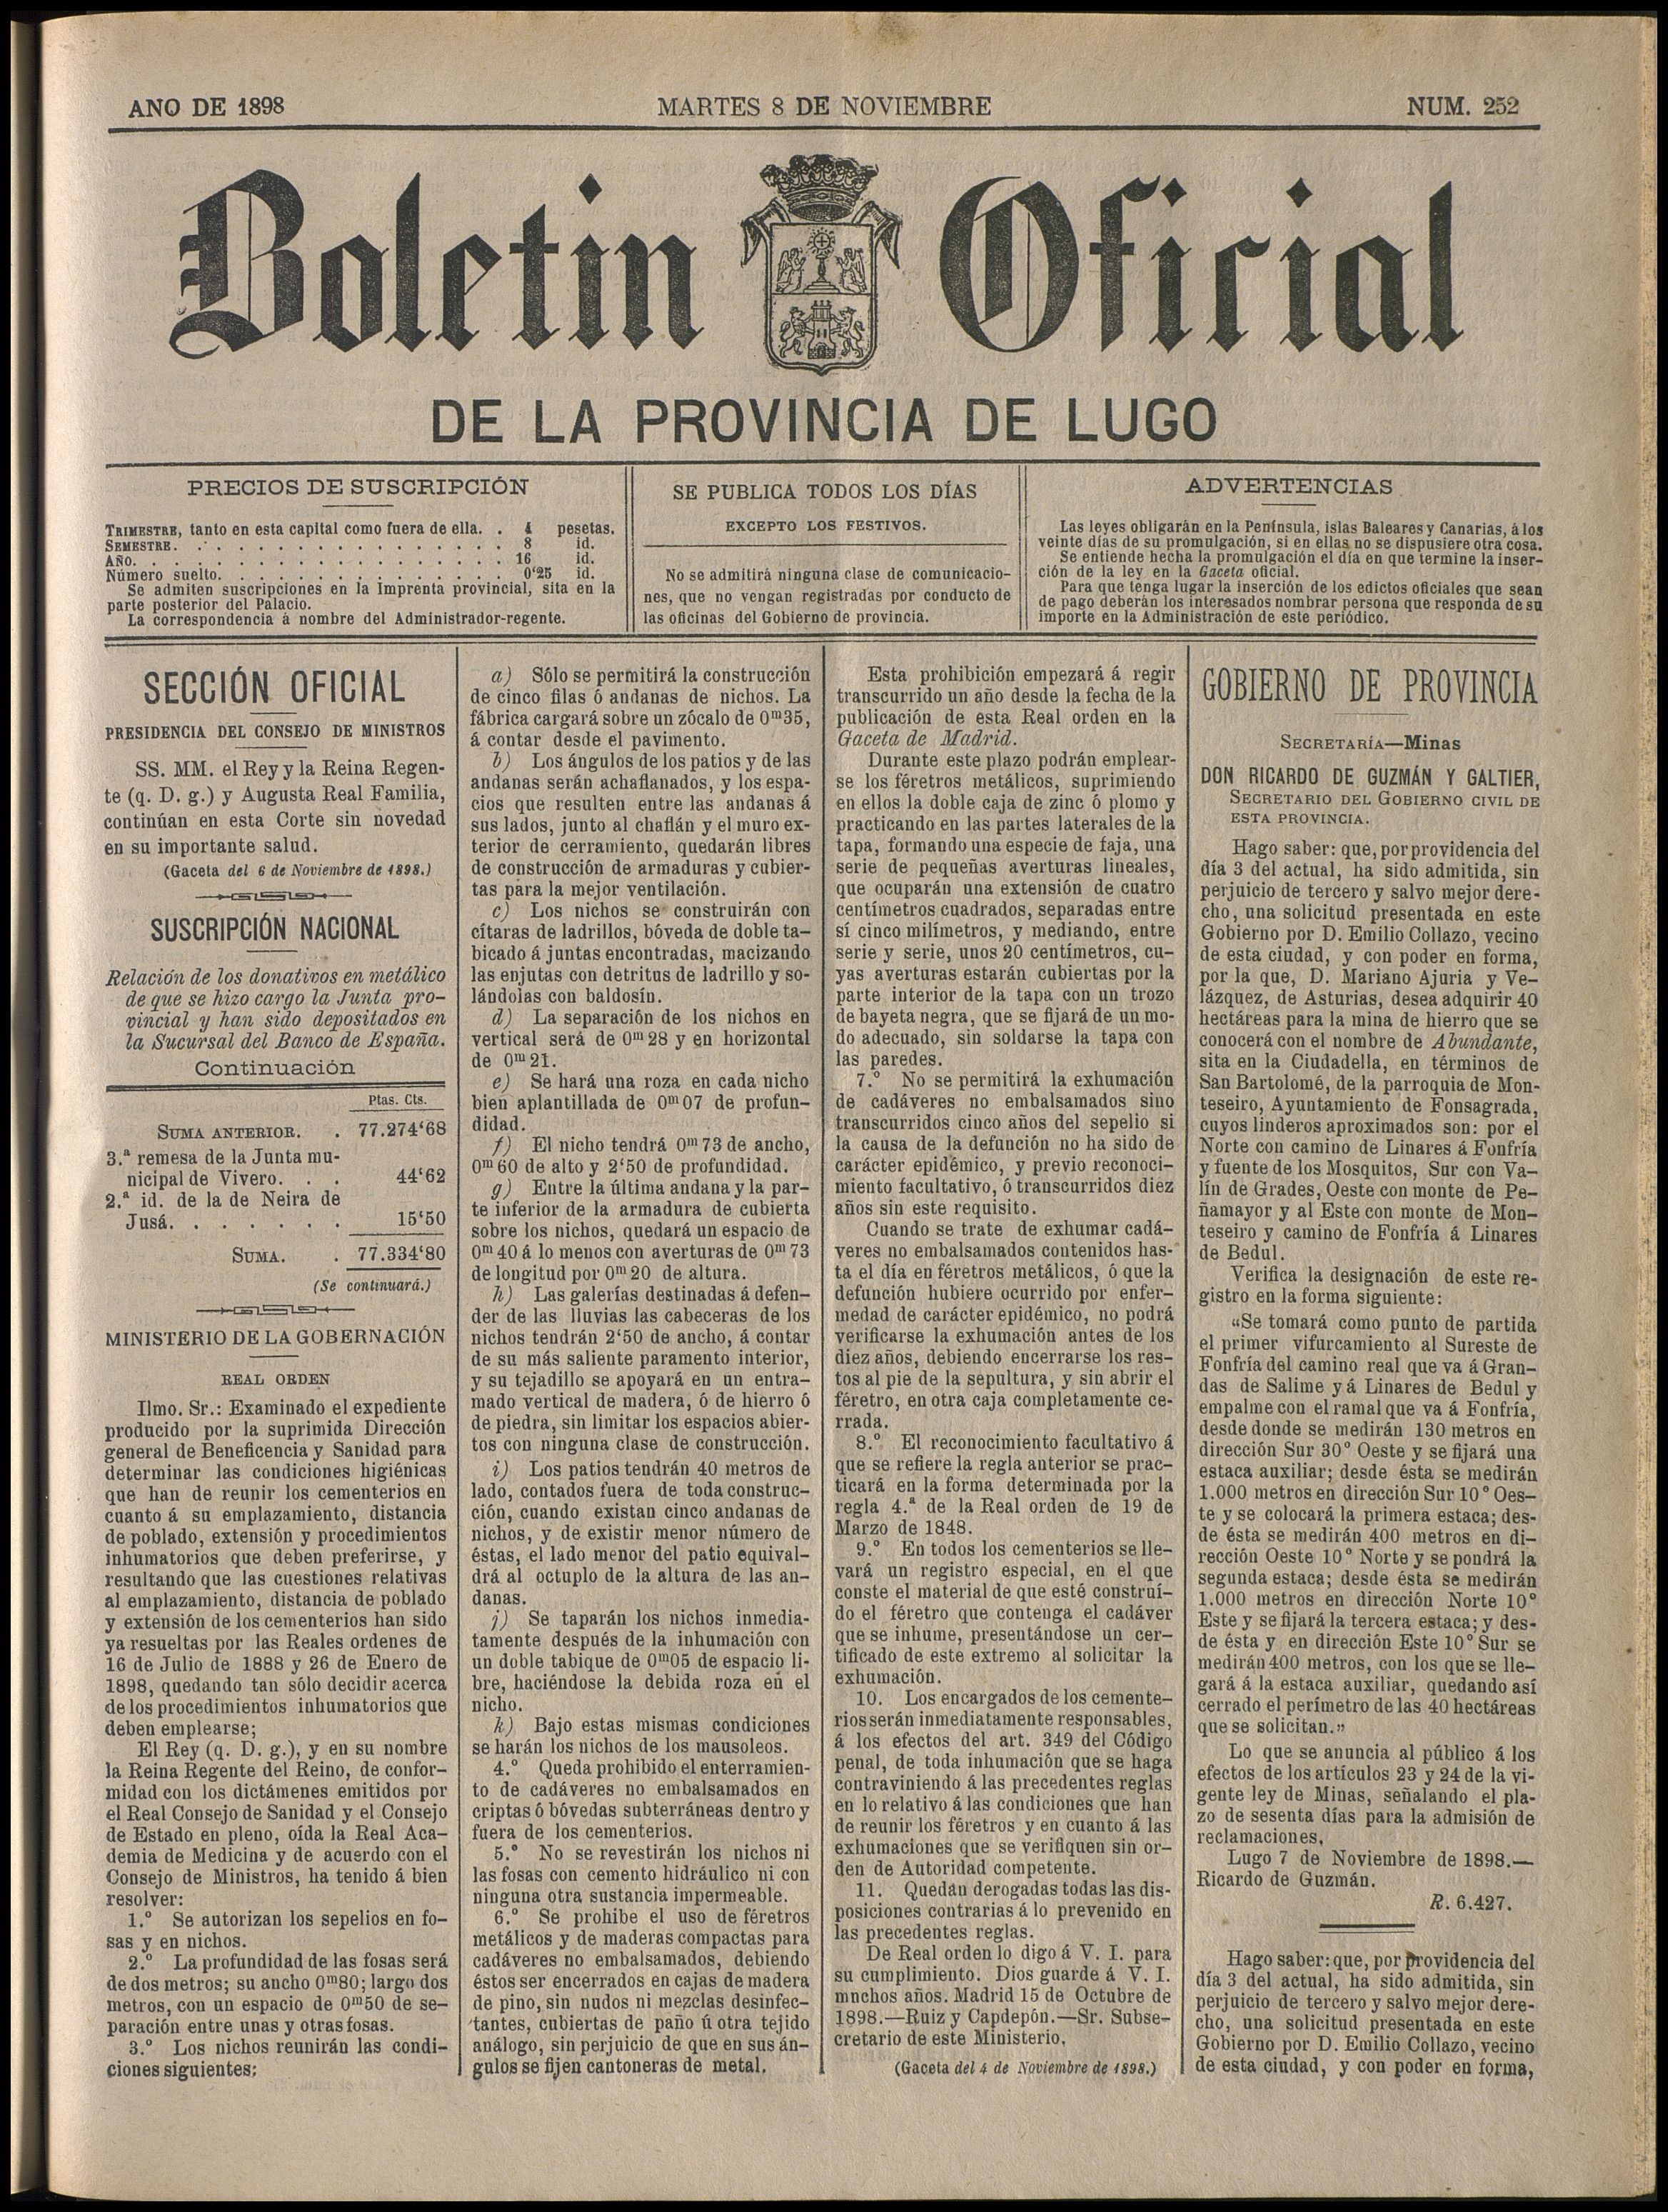 AÑO DE 1898
MARTES 8 DE NOVIEMBRE
NUM. 252
Boletin Oficial
DE LA PROVINCIA DE LUGO
PRECIOS DE SUSCRIPCIÓN
TRIMESTRE, tanto en esta capital como fuera de ella. . 4 pesetas.
SEMESTRE. . . . . . . . . . . . . . . . . 8 id.
AÑO. . . . . . . . . . . . . . . . . . . 16 id.
Número suelto. . . . . . . . . . . . . . . 0‘25 id.
Se admiten suscripciones en la Imprenta provincial, sita en la
parte posterior del Palacio.
La correspondencia á nombre del Administrador-regente.
SE PUBLICA TODOS LOS DÍAS
EXCEPTO LOS FESTIVOS.
No se admitirá ninguna clase de comunicacio-
nes, que no vengan registradas por conducto de
las oficinas del Gobierno de provincia.
ADVERTENCIAS
Las leyes obligarán en la Península, islas Baleares y Canarias, á los
veinte días de su promulgación, si en ellas no se dispusiere otra cosa.
Se entiende hecha la promulgación el día en que termine la inser-
ción de la ley en la Gaceta oficial.
Para que tenga lugar la inserción de los edictos oficiales que sean
de pago deberán los interesados nombrar persona que responda de su
importe en la Administración de este periódico.
SECCIÓN OFICIAL
PRESIDENCIA DEL CONSEJO DE MINISTROS
SS. MM. el Rey y la Reina Regen-
te (q. D. g.) y Augusta Real Familia,
continúan en esta Corte sin novedad
en su importante salud.
(Gaceta del 6 de Noviembre de 1898.)
SUSCRIPCIÓN NACIONAL
Relación de los donativos en metálico
de que se hizo cargo la Junta pro-
vincial y han sido depositados en
la Sucursal del Banco de España.
Continuación
Ptas. Cts.
SUMA ANTERIOR. . 77.274‘68
3.ª remesa de la Junta mu-
nicipal de Vivero. . . 44‘62
2.ª id. de la de Neira de
Jusá. . . . . . . 15‘50
SUMA. . 77.334‘80
(Se continuará.)
MINISTERIO DE LA GOBERNACIÓN
REAL ORDEN
Ilmo. Sr.: Examinado el expediente
producido por la suprimida Dirección
general de Beneficencia y Sanidad para
determinar las condiciones higiénicas
que han de reunir los cementerios en
cuanto á su emplazamiento, distancia
de poblado, extensión y procedimientos
inhumatorios que deben preferirse, y
resultando que las cuestiones relativas
al emplazamiento, distancia de poblado
y extensión de los cementerios han sido
ya resueltas por las Reales ordenes de
16 de Julio de 1888 y 26 de Enero de
1898, quedando tan sólo decidir acerca
de los procedimientos inhumatorios que
deben emplearse;
El Rey (q. D. g.), y en su nombre
la Reina Regente del Reino, de confor-
midad con los dictámenes emitidos por
el Real Consejo de Sanidad y el Consejo
de Estado en pleno, oída la Real Aca-
demia de Medicina y de acuerdo con el
Consejo de Ministros, ha tenido á bien
resolver:
1.º Se autorizan los sepelios en fo-
sas y en nichos.
2.º La profundidad de las fosas será
de dos metros; su ancho 0ᵐ80; largo dos
metros, con un espacio de 0ᵐ50 de se-
paración entre unas y otras fosas.
3.º Los nichos reunirán las condi-
ciones siguientes:
a) Sólo se permitirá la construcción
de cinco filas ó andanas de nichos. La
fábrica cargará sobre un zócalo de 0ᵐ35,
á contar desde el pavimento.
b) Los ángulos de los patios y de las
andanas serán achaflanados, y los espa-
cios que resulten entre las andanas á
sus lados, junto al chaflán y el muro ex-
terior de cerramiento, quedarán libres
de construcción de armaduras y cubier-
tas para la mejor ventilación.
c) Los nichos se construirán con
cítaras de ladrillos, bóveda de doble ta-
bicado á juntas encontradas, macizando
las enjutas con detritus de ladrillo y so-
lándolas con baldosín.
d) La separación de los nichos en
vertical será de 0ᵐ28 y en horizontal
de 0ᵐ21.
e) Se hará una roza en cada nicho
bien aplantillada de 0ᵐ07 de profun-
didad.
f) El nicho tendrá 0ᵐ73 de ancho,
0ᵐ60 de alto y 2‘50 de profundidad.
g) Entre la última andana y la par-
te inferior de la armadura de cubierta
sobre los nichos, quedará un espacio de
0ᵐ40 á lo menos con averturas de 0ᵐ73
de longitud por 0ᵐ20 de altura.
h) Las galerías destinadas á defen-
der de las lluvias las cabeceras de los
nichos tendrán 2‘50 de ancho, á contar
de su más saliente paramento interior,
y su tejadillo se apoyará en un entra-
mado vertical de madera, ó de hierro ó
de piedra, sin limitar los espacios abier-
tos con ninguna clase de construcción.
i) Los patios tendrán 40 metros de
lado, contados fuera de toda construc-
ción, cuando existan cinco andanas de
nichos, y de existir menor número de
éstas, el lado menor del patio equival-
drá al octuplo de la altura de las an-
danas.
j) Se taparán los nichos inmedia-
tamente después de la inhumación con
un doble tabique de 0ᵐ05 de espacio li-
bre, haciéndose la debida roza en el
nicho.
k) Bajo estas mismas condiciones
se harán los nichos de los mausoleos.
4.º Queda prohibido el enterramien-
to de cadáveres no embalsamados en
criptas ó bóvedas subterráneas dentro y
fuera de los cementerios.
5.º No se revestirán los nichos ni
las fosas con cemento hidráulico ni con
ninguna otra sustancia impermeable.
6.º Se prohibe el uso de féretros
metálicos y de maderas compactas para
cadáveres no embalsamados, debiendo
éstos ser encerrados en cajas de madera
de pino, sin nudos ni mezclas desinfec-
tantes, cubiertas de paño ú otra tejido
análogo, sin perjuicio de que en sus án-
gulos se fijen cantoneras de metal.
Esta prohibición empezará á regir
transcurrido un año desde la fecha de la
publicación de esta Real orden en la
Gaceta de Madrid.
Durante este plazo podrán emplear-
se los féretros metálicos, suprimiendo
en ellos la doble caja de zinc ó plomo y
practicando en las partes laterales de la
tapa, formando una especie de faja, una
serie de pequeñas averturas lineales,
que ocuparán una extensión de cuatro
centímetros cuadrados, separadas entre
sí cinco milímetros, y mediando, entre
serie y serie, unos 20 centímetros, cu-
yas averturas estarán cubiertas por la
parte interior de la tapa con un trozo
de bayeta negra, que se fijará de un mo-
do adecuado, sin soldarse la tapa con
las paredes.
7.º No se permitirá la exhumación
de cadáveres no embalsamados sino
transcurridos cinco años del sepelio si
la causa de la defunción no ha sido de
carácter epidémico, y previo reconoci-
miento facultativo, ó transcurridos diez
años sin este requisito.
Cuando se trate de exhumar cadá-
veres no embalsamados contenidos has-
ta el día en féretros metálicos, ó que la
defunción hubiere ocurrido por enfer-
medad de carácter epidémico, no podrá
verificarse la exhumación antes de los
diez años, debiendo encerrarse los res-
tos al pie de la sepultura, y sin abrir el
féretro, en otra caja completamente ce-
rrada.
8.º El reconocimiento facultativo á
que se refiere la regla anterior se prac-
ticará en la forma determinada por la
regla 4.ª de la Real orden de 19 de
Marzo de 1848.
9.º En todos los cementerios se lle-
vará un registro especial, en el que
conste el material de que esté construí-
do el féretro que contenga el cadáver
que se inhume, presentándose un cer-
tificado de este extremo al solicitar la
exhumación.
10. Los encargados de los cemente-
rios serán inmediatamente responsables,
á los efectos del art. 349 del Código
penal, de toda inhumación que se haga
contraviniendo á las precedentes reglas
en lo relativo á las condiciones que han
de reunir los féretros y en cuanto á las
exhumaciones que se verifiquen sin or-
den de Autoridad competente.
11. Quedan derogadas todas las dis-
posiciones contrarias á lo prevenido en
las precedentes reglas.
De Real orden lo digo á V. I. para
su cumplimiento. Dios guarde á V. I.
muchos años. Madrid 15 de Octubre de
1898.—Ruiz y Capdepón.—Sr. Subse-
cretario de este Ministerio.
(Gaceta del 4 de Noviembre de 1898.)
GOBIERNO DE PROVINCIA
SECRETARÍA—Minas
DON RICARDO DE GUZMÁN Y GALTIER,
SECRETARIO DEL GOBIERNO CIVIL DE
ESTA PROVINCIA.
Hago saber: que, por providencia del
día 3 del actual, ha sido admitida, sin
perjuicio de tercero y salvo mejor dere-
cho, una solicitud presentada en este
Gobierno por D. Emilio Collazo, vecino
de esta ciudad, y con poder en forma,
por la que, D. Mariano Ajuria y Ve-
lázquez, de Asturias, desea adquirir 40
hectáreas para la mina de hierro que se
conocerá con el nombre de Abundante,
sita en la Ciudadella, en términos de
San Bartolomé, de la parroquia de Mon-
teseiro, Ayuntamiento de Fonsagrada,
cuyos linderos aproximados son: por el
Norte con camino de Linares á Fonfría
y fuente de los Mosquitos, Sur con Va-
lín de Grades, Oeste con monte de Pe-
ñamayor y al Este con monte de Mon-
teseiro y camino de Fonfría á Linares
de Bedul.
Verifica la designación de este re-
gistro en la forma siguiente:
«Se tomará como punto de partida
el primer vifurcamiento al Sureste de
Fonfría del camino real que va á Gran-
das de Salime y á Linares de Bedul y
empalme con el ramal que va á Fonfría,
desde donde se medirán 130 metros en
dirección Sur 30° Oeste y se fijará una
estaca auxiliar; desde ésta se medirán
1.000 metros en dirección Sur 10° Oes-
te y se colocará la primera estaca; des-
de ésta se medirán 400 metros en di-
rección Oeste 10° Norte y se pondrá la
segunda estaca; desde ésta se medirán
1.000 metros en dirección Norte 10°
Este y se fijará la tercera estaca; y des-
de ésta y en dirección Este 10° Sur se
medirán 400 metros, con los que se lle-
gará á la estaca auxiliar, quedando así
cerrado el perímetro de las 40 hectáreas
que se solicitan.»
Lo que se anuncia al público á los
efectos de los artículos 23 y 24 de la vi-
gente ley de Minas, señalando el pla-
zo de sesenta días para la admisión de
reclamaciones.
Lugo 7 de Noviembre de 1898.—
Ricardo de Guzmán.
R. 6.427.
Hago saber: que, por providencia del
día 3 del actual, ha sido admitida, sin
perjuicio de tercero y salvo mejor dere-
cho, una solicitud presentada en este
Gobierno por D. Emilio Collazo, vecino
de esta ciudad, y con poder en forma,